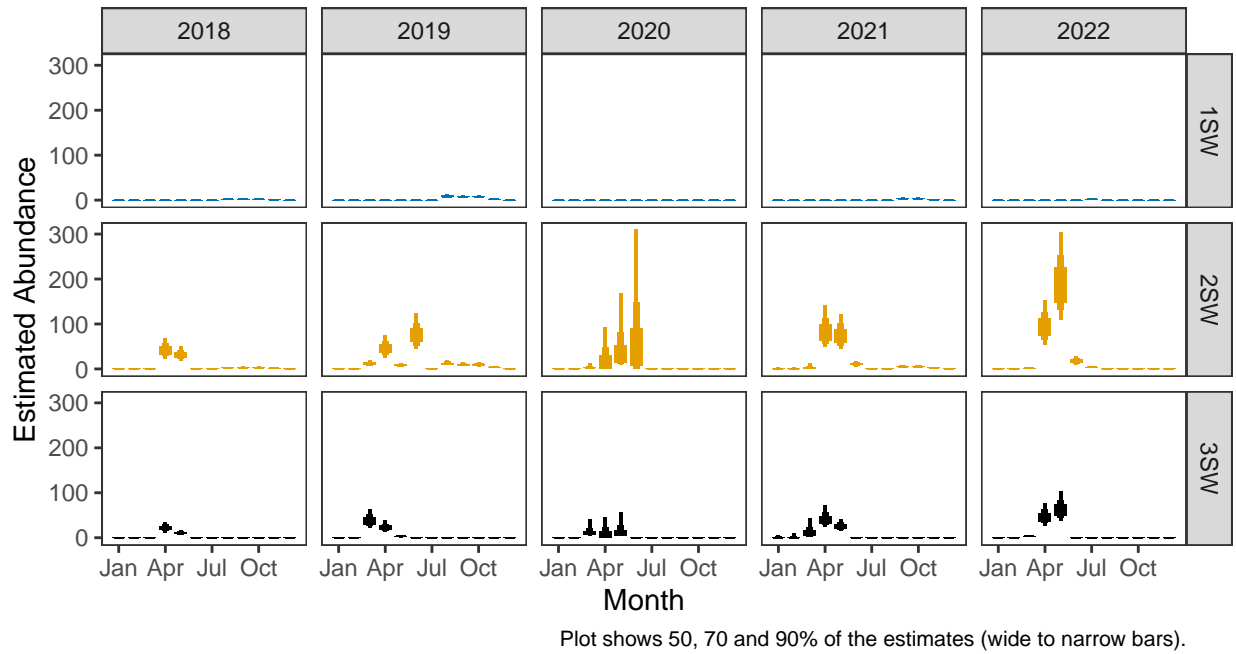 2018 2019 2020 2021 2022
300
200
100
0
1SW
300
200
100
0
2SW
300
200
100
0
3SW
Estimated Abundance
Jan Apr Jul Oct Jan Apr Jul Oct Jan Apr Jul Oct Jan Apr Jul Oct Jan Apr Jul Oct
Month
Plot shows 50, 70 and 90% of the estimates (wide to narrow bars).